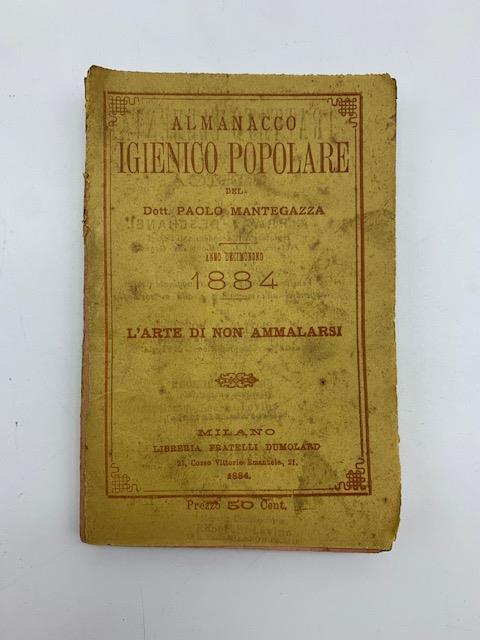 ALMANACCO
IGIENICO POPOLARE
DEL
Dott. PAOLO MANTEGAZZA
ANNO DECIMONONO
1884
L'ARTE DI NON AMMALARSI
MILANO
LIBRERIA FRATELLI DUMOLARD
21, Corso Vittorio Emanuele, 21.
1884.
Prezzo 50 Cent.